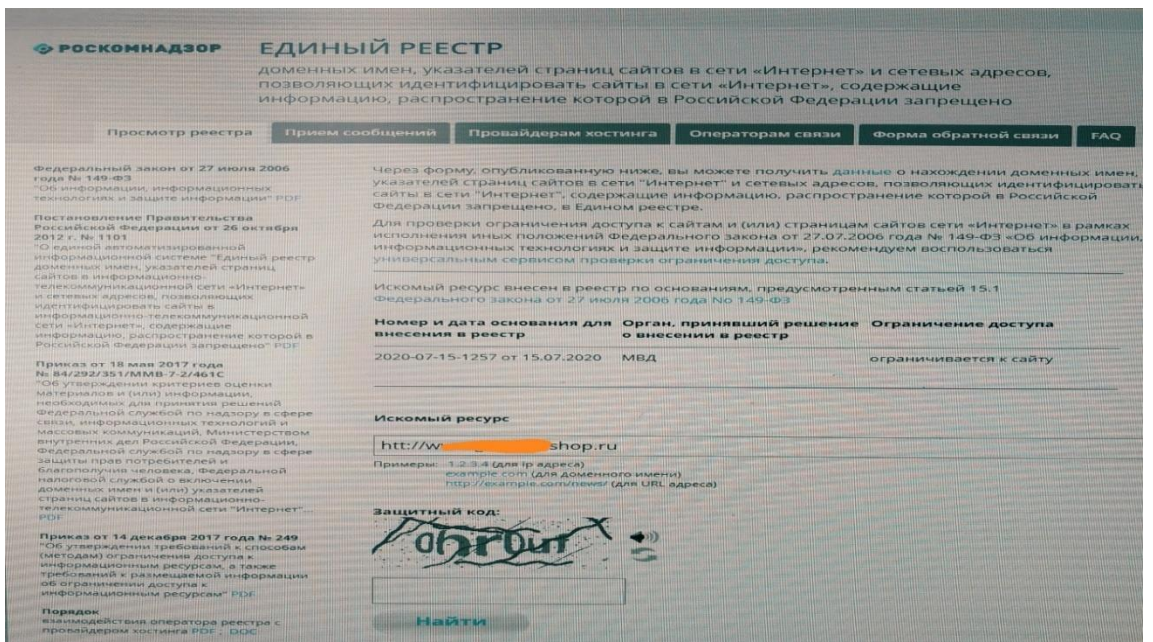 РОСКОМНАДЗОР
ЕДИНЫЙ РЕЕСТР
доменных имен, указателей страниц сайтов в сети «Интернет» и сетевых адресов,
позволяющих идентифицировать сайты в сети «Интернет», содержащие
информацию, распространение которой в Российской Федерации запрещено
Просмотр реестра
Прием сообщений
Провайдерам хостинга
Операторам связи
Форма обратной связи
FAQ
Федеральный закон от 27 июля 2006
года № 149-ФЗ
"Об информации, информационных
технологиях и защите информации" PDF
Постановление Правительства
Российской Федерации от 26 октября
2012 г. № 1101
"О единой автоматизированной
информационной системе "Единый реестр
доменных имен, указателей страниц
сайтов в информационно-
телекоммуникационной сети «Интернет»
и сетевых адресов, позволяющих
идентифицировать сайты в
информационно-телекоммуникационной
сети «Интернет», содержащие
информацию, распространение которой в
Российской Федерации запрещено" PDF
Приказ от 18 мая 2017 года
№ 84/292/351/ММВ-7-2/461С
"Об утверждении критериев оценки
материалов и (или) информации,
необходимых для принятия решений
Федеральной службой по надзору в сфере
связи, информационных технологий и
массовых коммуникаций, Министерством
внутренних дел Российской Федерации,
Федеральной службой по надзору в сфере
защиты прав потребителей и
благополучия человека, Федеральной
налоговой службой о включении
доменных имен и (или) указателей
страниц сайтов в информационно-
телекоммуникационной сети "Интернет"...
PDF
Приказ от 14 декабря 2017 года № 249
"Об утверждении требований к способам
(методам) ограничения доступа к
информационным ресурсам, а также
требований к размещаемой информации
об ограничении доступа к
информационным ресурсам" PDF
Порядок
взаимодействия оператора реестра с
провайдером хостинга PDF ; DOC
Через форму, опубликованную ниже, вы можете получить данные о нахождении доменных имен,
указателей страниц сайтов в сети "Интернет" и сетевых адресов, позволяющих идентифицировать
сайты в сети "Интернет", содержащие информацию, распространение которой в Российской
Федерации запрещено, в Едином реестре.
Для проверки ограничения доступа к сайтам и (или) страницам сайтов сети «Интернет» в рамках
исполнения иных положений Федерального закона от 27.07.2006 года № 149-ФЗ «Об информации,
информационных технологиях и защите информации», рекомендуем воспользоваться
универсальным сервисом проверки ограничения доступа.
Искомый ресурс внесен в реестр по основаниям, предусмотренным статьей 15.1
Федерального закона от 27 июля 2006 года No 149-ФЗ
Номер и дата основания для внесения в реестр
Орган, принявший решение о внесении в реестр
Ограничение доступа
2020-07-15-1257 от 15.07.2020
МВД
ограничивается к сайту
Искомый ресурс
htt://w shop.ru
Примеры: 1.2.3.4 (для ip адреса)
example.com (для доменного имени)
http://example.com/news/ (для URL адреса)
Защитный код:
Найти